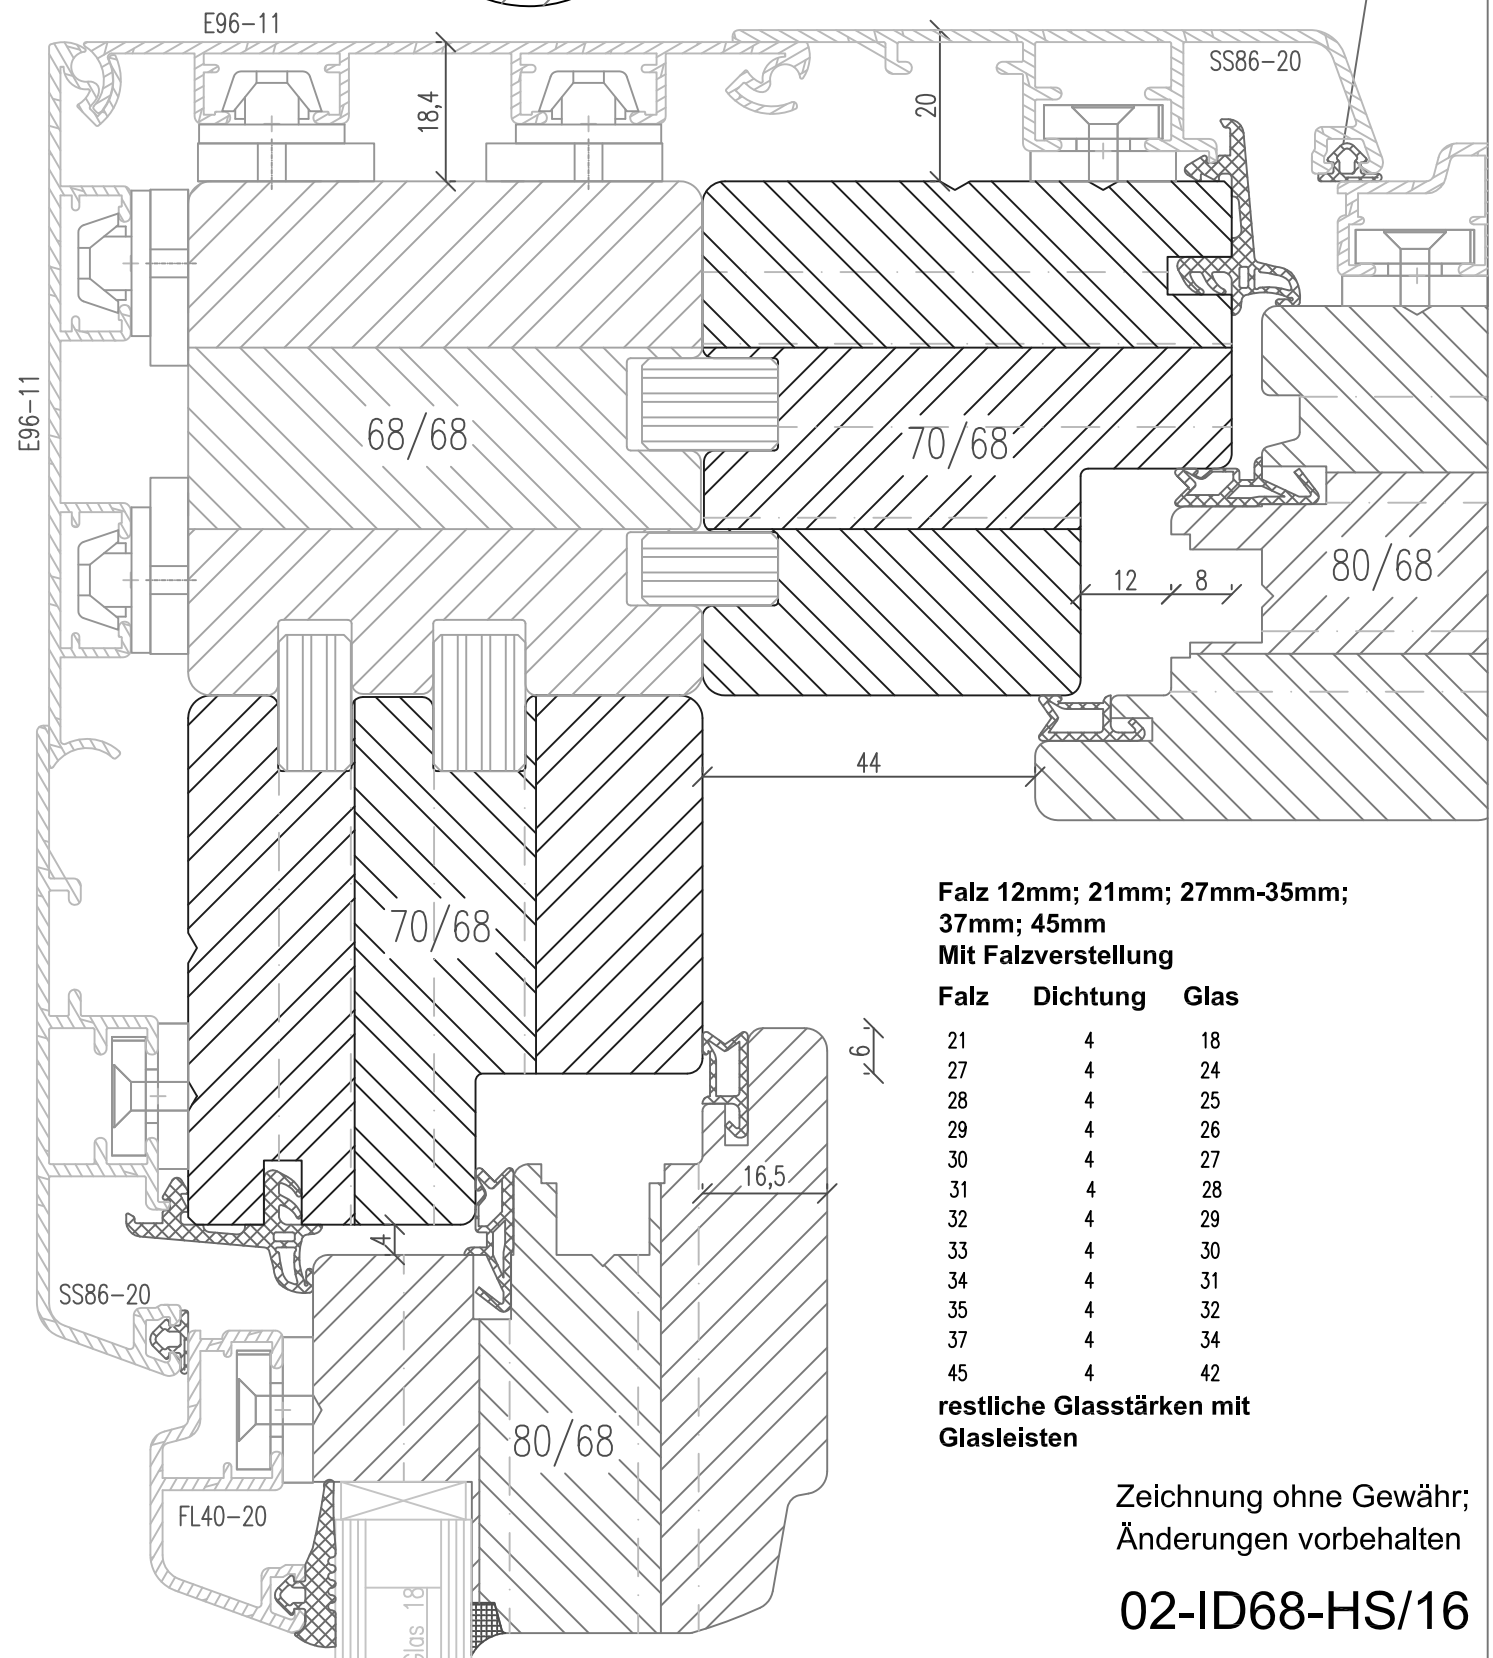 E96-11
SS86-20
18,4
20
E96-11
68/68
70/68
80/68
12
8
44
70/68
Falz 12mm; 21mm; 27mm-35mm;
37mm; 45mm
Mit Falzverstellung
Falz Dichtung Glas
21 4 18
27 4 24
28 4 25
29 4 26
30 4 27
31 4 28
32 4 29
33 4 30
34 4 31
35 4 32
37 4 34
45 4 42
restliche Glasstärken mit
Glasleisten
6
16,5
4
SS86-20
80/68
FL40-20
Glas 18
Zeichnung ohne Gewähr;
Änderungen vorbehalten
02-ID68-HS/16